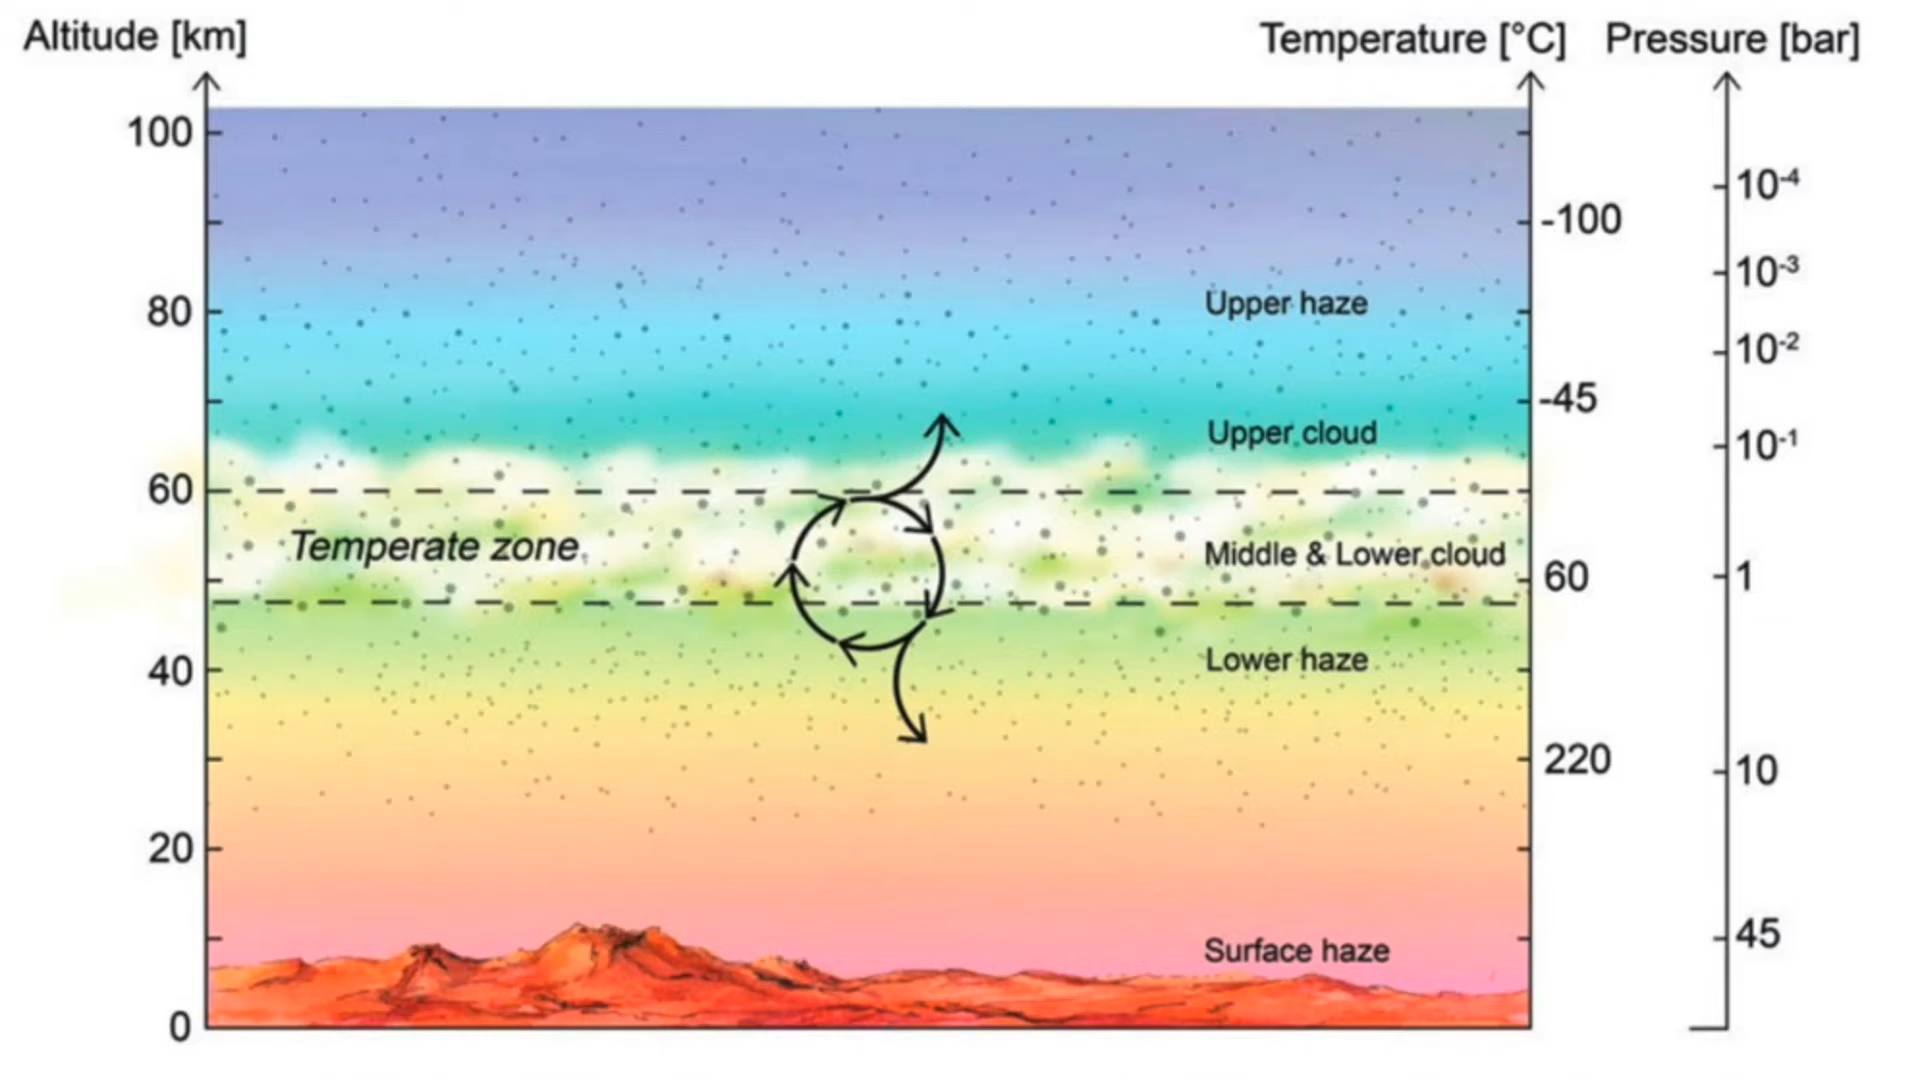 Altitude [km]
Temperature [°C]
Pressure [bar]
100
10-4
-100
10-3
80
Upper haze
10-2
-45
Upper cloud
10-1
60
Temperate zone
Middle & Lower cloud
60
1
40
Lower haze
220
10
20
45
Surface haze
0